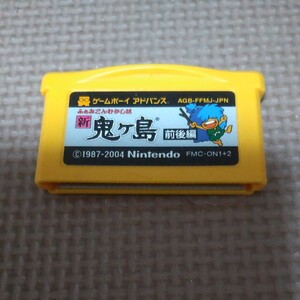 ゲームボーイ アドバンス
AGB-FFMJ-JPN
ふぁみこんむかし話
新 鬼ヶ島 前後編
©1987-2004 Nintendo
FMC-ON1+2